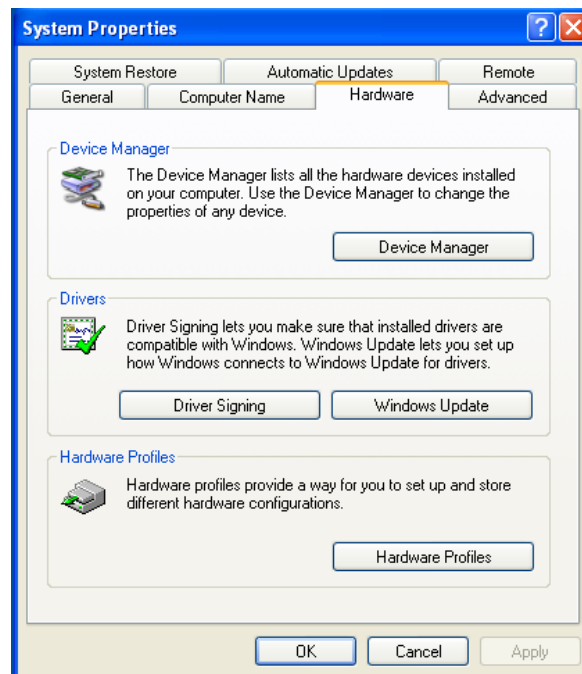 System Properties
System Restore
Automatic Updates
Remote
General
Computer Name
Hardware
Advanced
Device Manager
The Device Manager lists all the hardware devices installed
on your computer. Use the Device Manager to change the
properties of any device.
Device Manager
Drivers
Driver Signing lets you make sure that installed drivers are
compatible with Windows. Windows Update lets you set up
how Windows connects to Windows Update for drivers.
Driver Signing
Windows Update
Hardware Profiles
Hardware profiles provide a way for you to set up and store
different hardware configurations.
Hardware Profiles
OK
Cancel
Apply